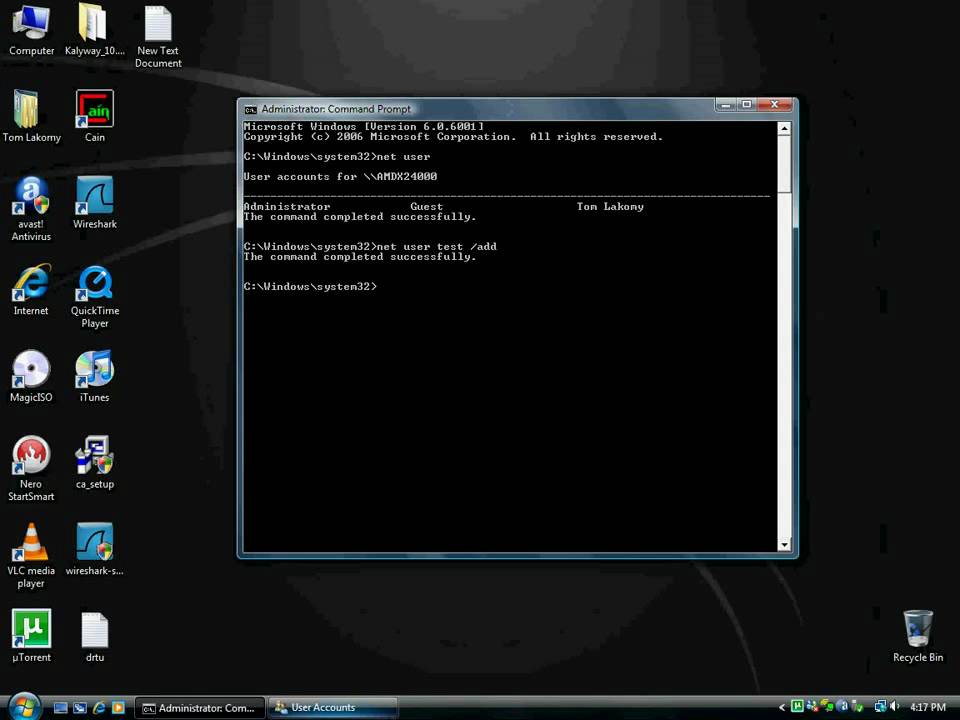 Computer
Kalyway_10....
New Text
Document
Tom Lakomy
Cain
avast!
Antivirus
Wireshark
Internet
QuickTime
Player
MagicISO
iTunes
Nero
StartSmart
ca_setup
VLC media
player
wireshark-s...
µTorrent
drtu
Administrator: Command Prompt
Microsoft Windows [Version 6.0.6001]
Copyright (c) 2006 Microsoft Corporation.  All rights reserved.
C:\Windows\system32>net user
User accounts for \\AMDX24000
Administrator Guest Tom Lakomy
The command completed successfully.
C:\Windows\system32>net user test /add
The command completed successfully.
C:\Windows\system32>
Recycle Bin
Administrator: Com...
User Accounts
4:17 PM